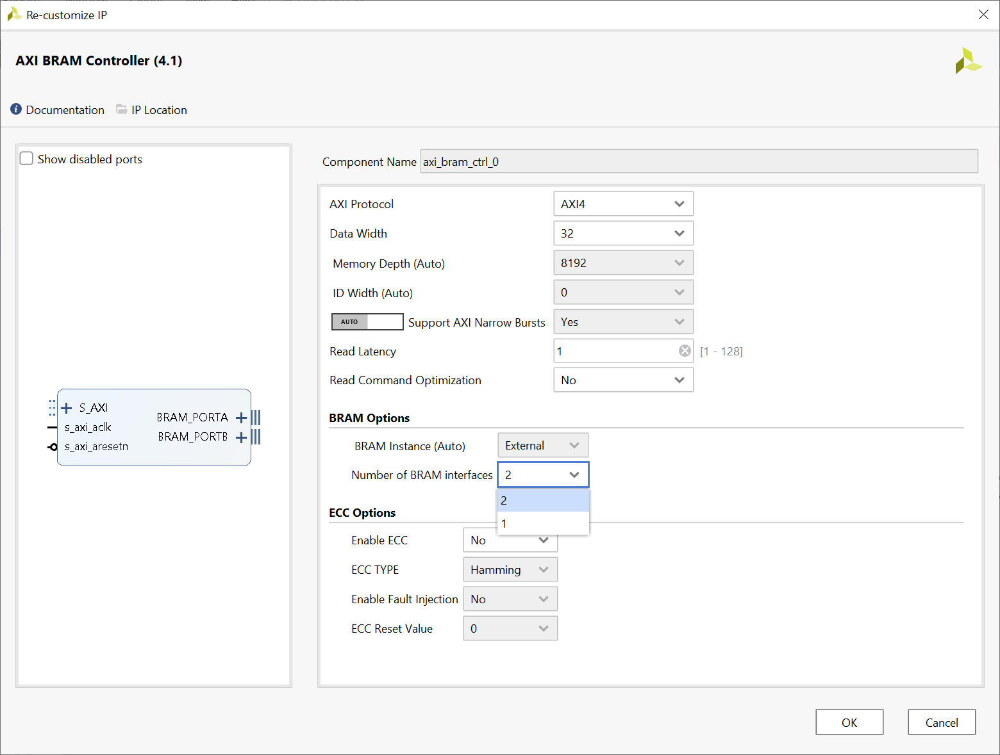 Re-customize IP
AXI BRAM Controller (4.1)
Documentation IP Location
Show disabled ports
S_AXI
s_axi_aclk
s_axi_aresetn
BRAM_PORTA
BRAM_PORTB
Component Name axi_bram_ctrl_0
AXI Protocol AXI4
Data Width 32
Memory Depth (Auto) 8192
ID Width (Auto) 0
AUTO Support AXI Narrow Bursts Yes
Read Latency 1 [1 - 128]
Read Command Optimization No
BRAM Options
BRAM Instance (Auto) External
Number of BRAM interfaces 2
2
1
ECC Options
Enable ECC No
ECC TYPE Hamming
Enable Fault Injection No
ECC Reset Value 0
OK Cancel